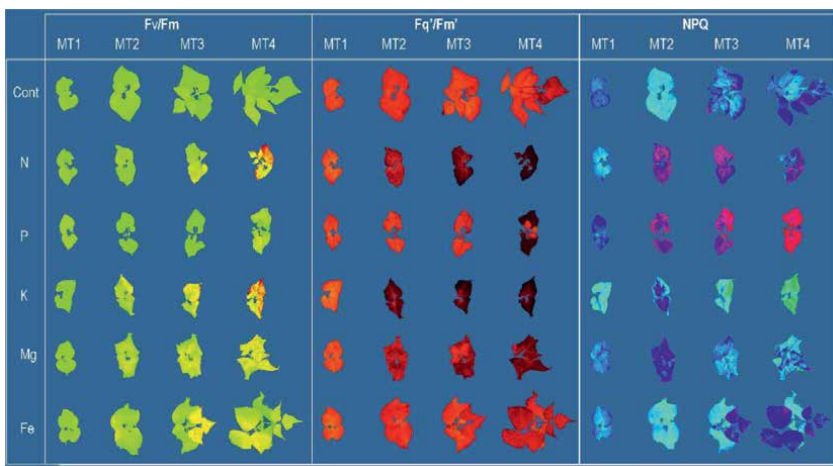 Fv/Fm Fq'/Fm' NPQ
MT1 MT2 MT3 MT4 MT1 MT2 MT3 MT4 MT1 MT2 MT3 MT4
Cont
N
P
K
Mg
Fe